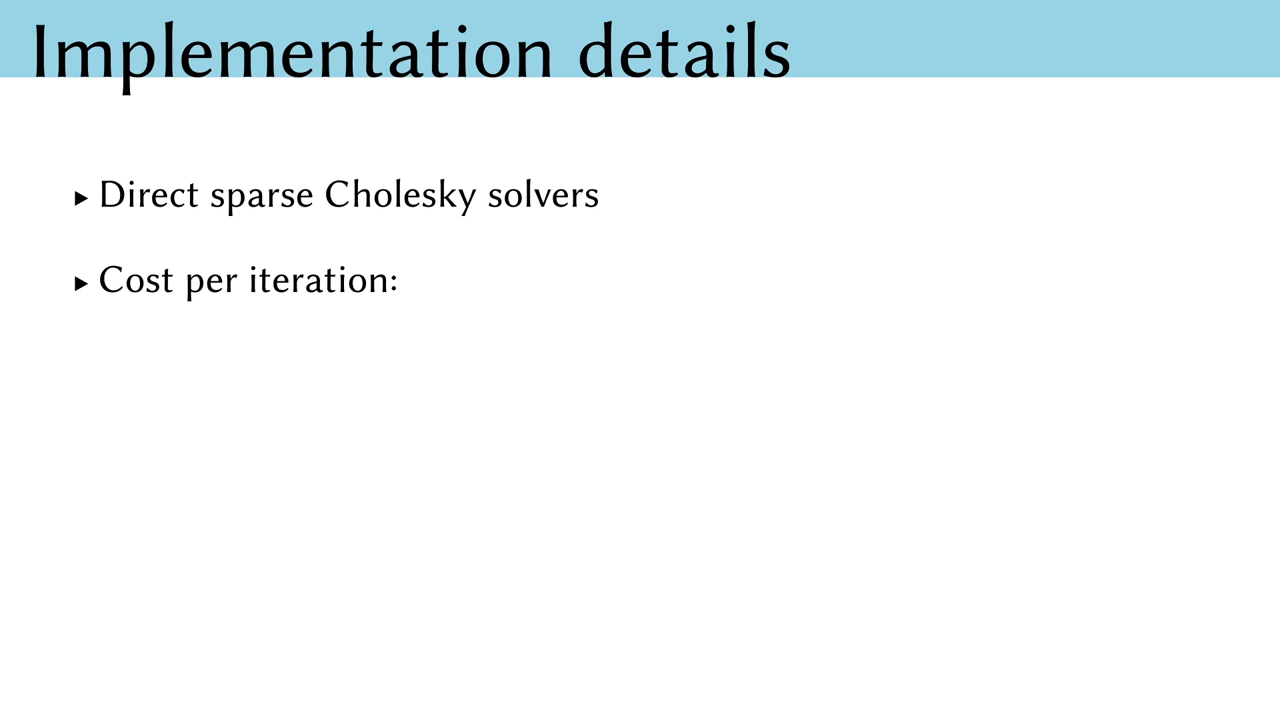 Implementation details
▸ Direct sparse Cholesky solvers
▸ Cost per iteration: